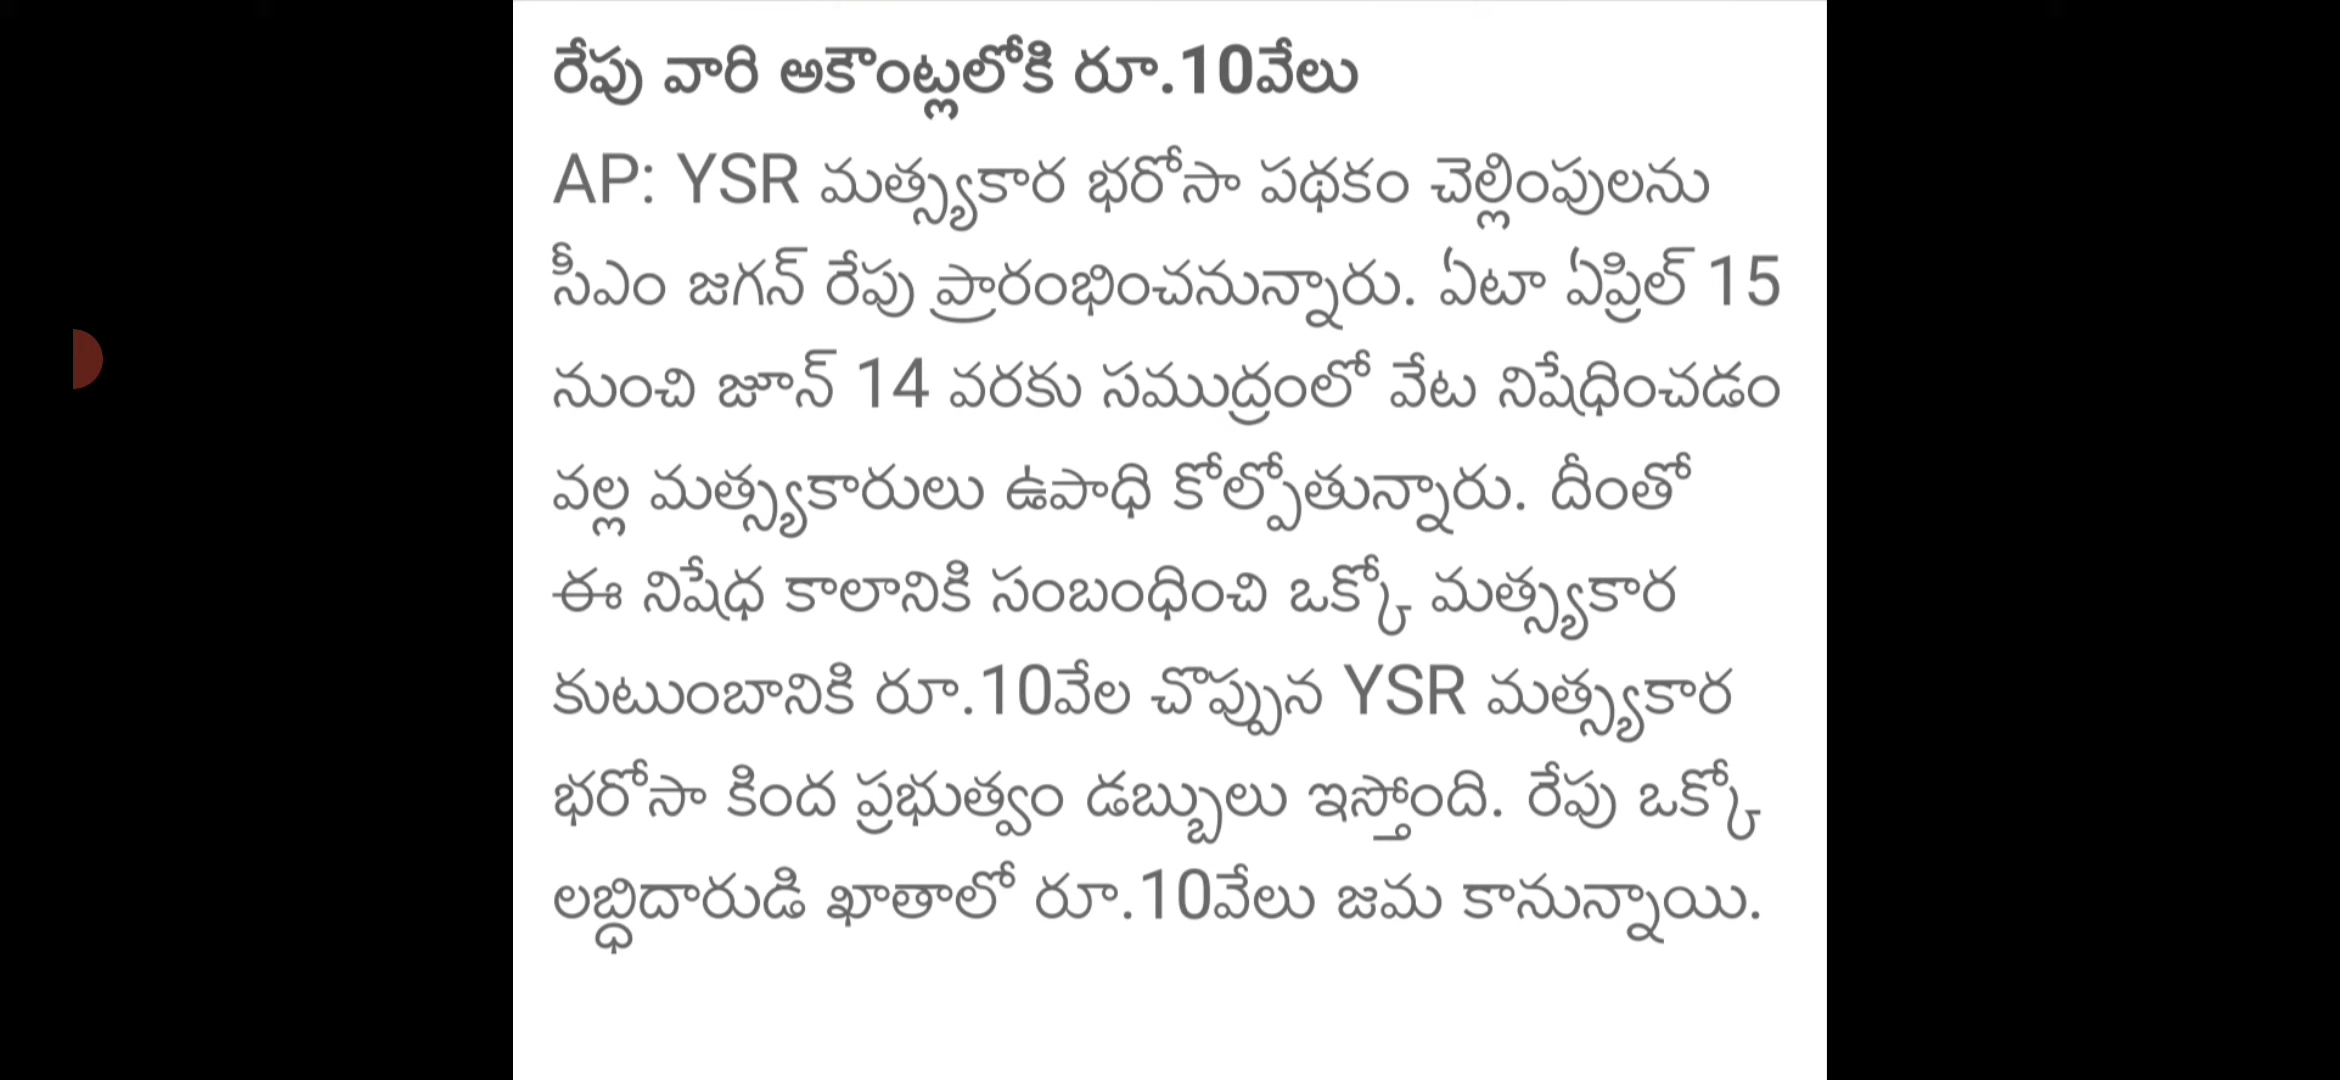 రేపు వారి అకౌంట్లలోకి రూ.10వేలు
AP: YSR మత్స్యకార భరోసా పథకం చెల్లింపులను
సీఎం జగన్ రేపు ప్రారంభించనున్నారు. ఏటా ఏప్రిల్ 15
నుంచి జూన్ 14 వరకు సముద్రంలో వేట నిషేధించడం
వల్ల మత్స్యకారులు ఉపాధి కోల్పోతున్నారు. దీంతో
ఈ నిషేధ కాలానికి సంబంధించి ఒక్కో మత్స్యకార
కుటుంబానికి రూ.10వేల చొప్పున YSR మత్స్యకార
భరోసా కింద ప్రభుత్వం డబ్బులు ఇస్తోంది. రేపు ఒక్కో
లబ్ధిదారుడి ఖాతాలో రూ.10వేలు జమ కానున్నాయి.